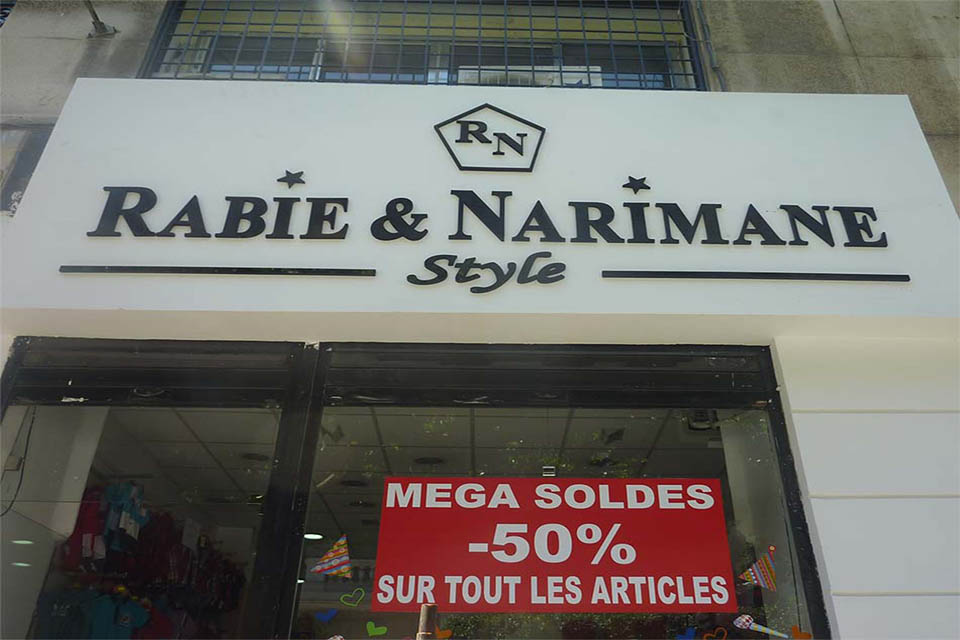 RN
RABIE & NARIMANE
Style
MEGA SOLDES
-50%
SUR TOUT LES ARTICLES